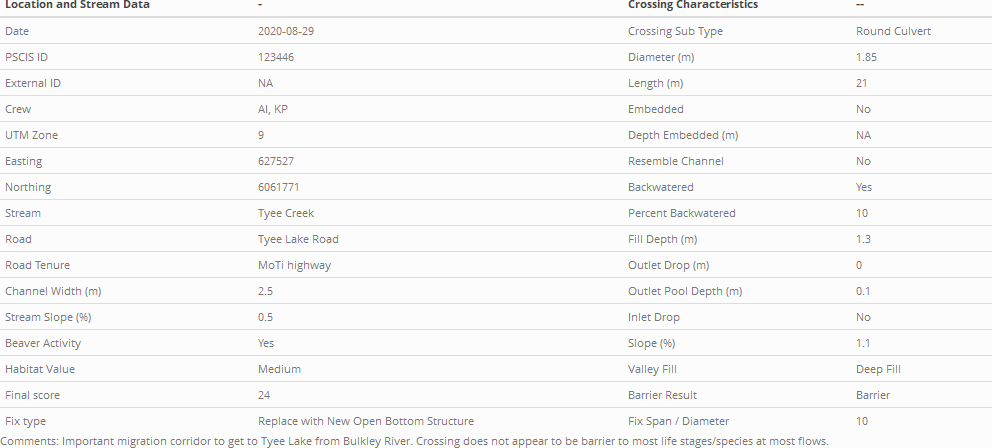 Location and Stream Data - Crossing Characteristics --
Date 2020-08-29 Crossing Sub Type Round Culvert
PSCIS ID 123446 Diameter (m) 1.85
External ID NA Length (m) 21
Crew AI, KP Embedded No
UTM Zone 9 Depth Embedded (m) NA
Easting 627527 Resemble Channel No
Northing 6061771 Backwatered Yes
Stream Tyee Creek Percent Backwatered 10
Road Tyee Lake Road Fill Depth (m) 1.3
Road Tenure MoTi highway Outlet Drop (m) 0
Channel Width (m) 2.5 Outlet Pool Depth (m) 0.1
Stream Slope (%) 0.5 Inlet Drop No
Beaver Activity Yes Slope (%) 1.1
Habitat Value Medium Valley Fill Deep Fill
Final score 24 Barrier Result Barrier
Fix type Replace with New Open Bottom Structure Fix Span / Diameter 10
Comments: Important migration corridor to get to Tyee Lake from Bulkley River. Crossing does not appear to be barrier to most life stages/species at most flows.